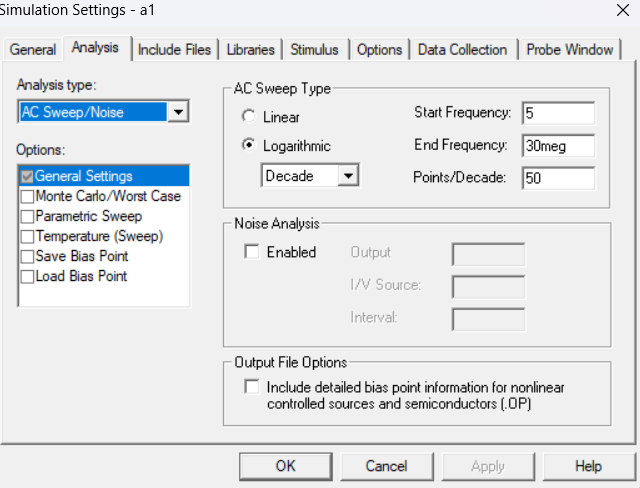 Simulation Settings - a1
General Analysis Include Files Libraries Stimulus Options Data Collection Probe Window
Analysis type:
AC Sweep/Noise
Options:
General Settings
Monte Carlo/Worst Case
Parametric Sweep
Temperature (Sweep)
Save Bias Point
Load Bias Point
AC Sweep Type
Linear
Logarithmic
Decade
Start Frequency: 5
End Frequency: 30meg
Points/Decade: 50
Noise Analysis
Enabled
Output
I/V Source:
Interval:
Output File Options
Include detailed bias point information for nonlinear
controlled sources and semiconductors (.OP)
OK Cancel Apply Help